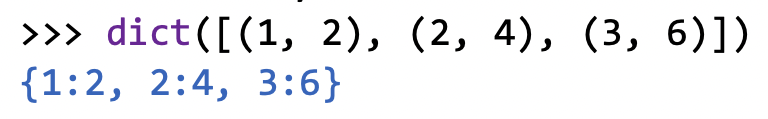 >>> dict([(1, 2), (2, 4), (3, 6)])
{1:2, 2:4, 3:6}